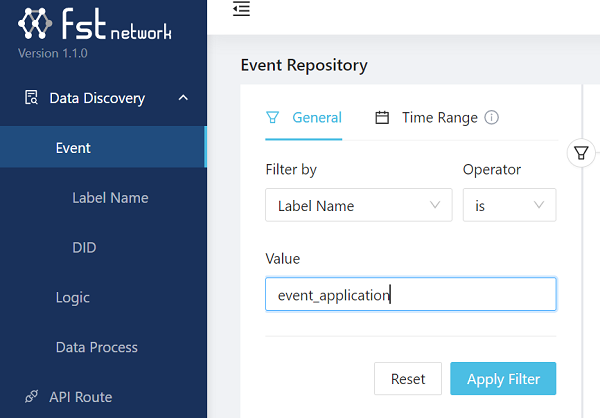 fst network
Version 1.1.0
Data Discovery
Event
Label Name
DID
Logic
Data Process
API Route
Event Repository
General
Time Range
Filter by
Operator
Label Name
is
Value
event_application
Reset
Apply Filter